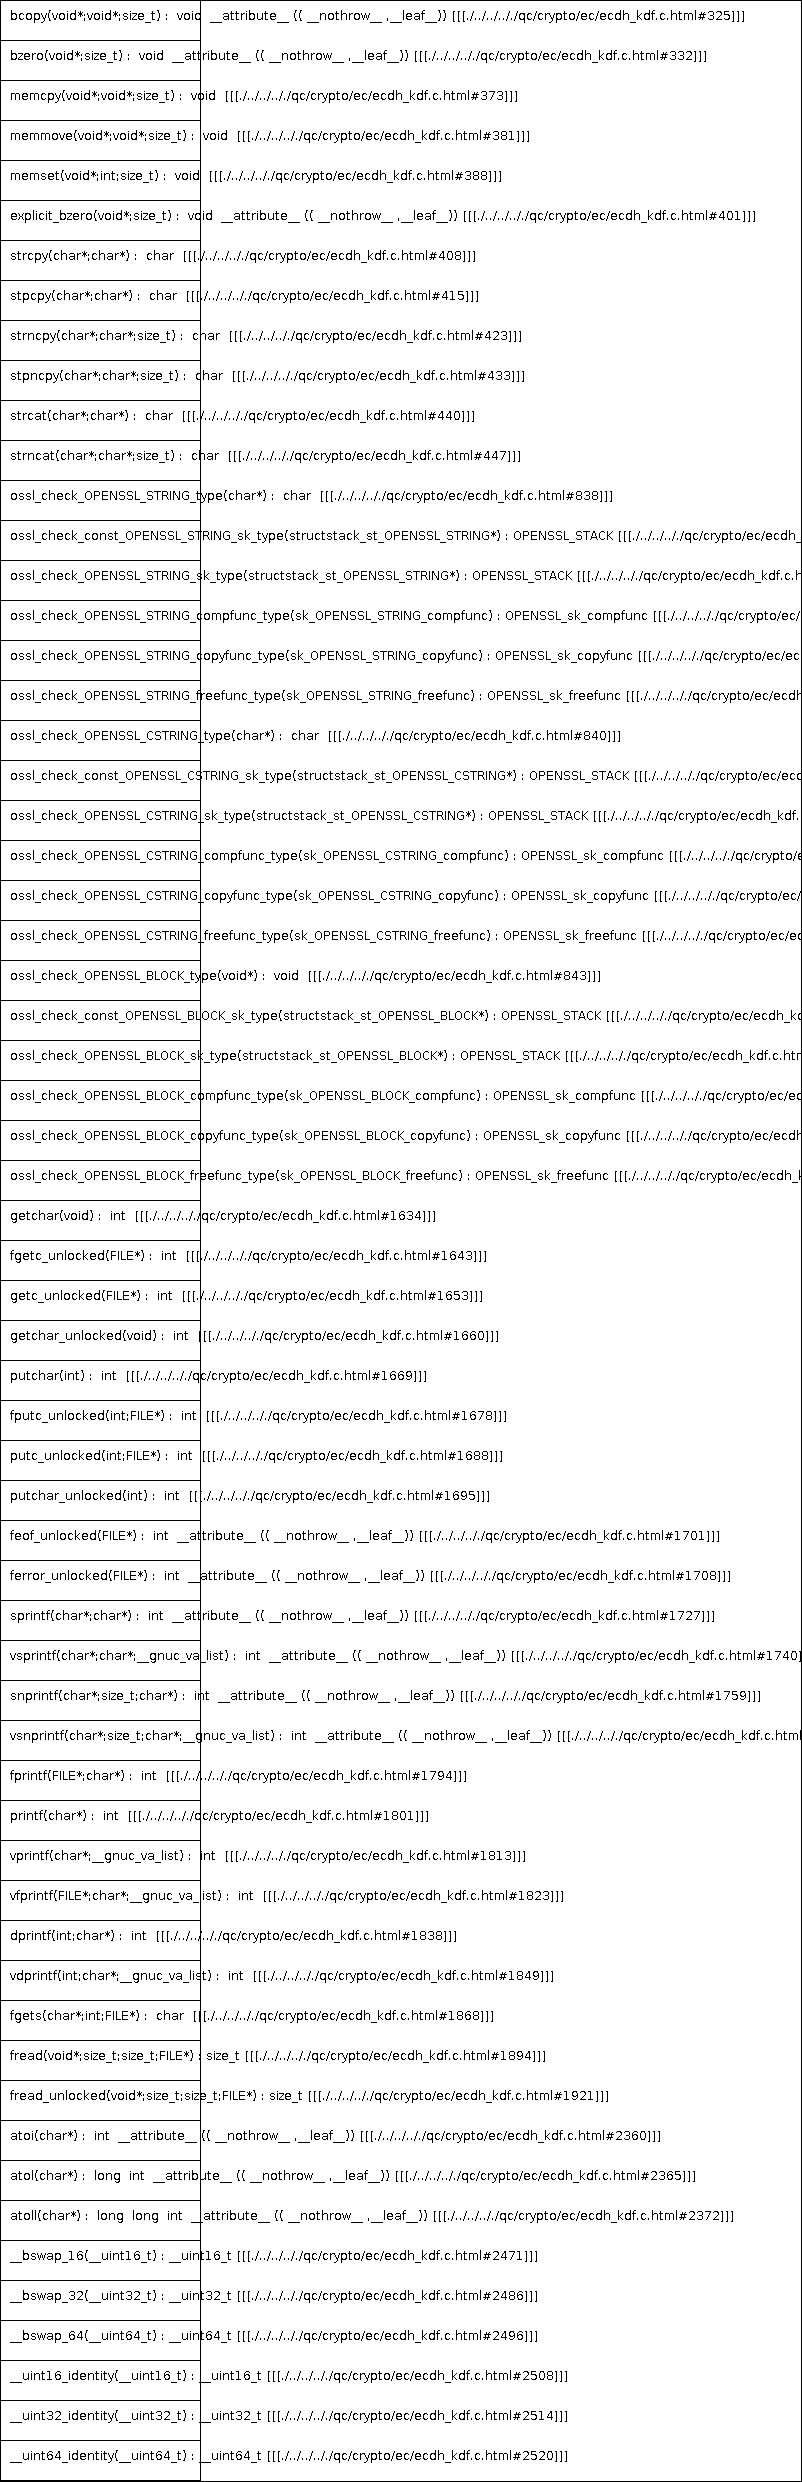 bcopy(void*;void*;size_t) :  void  __attribute__ (( __nothrow__ ,__leaf__)) [[[./../../.././qc/crypto/ec/ecdh_kdf.c.html#325]]]
bzero(void*;size_t) :  void  __attribute__ (( __nothrow__ ,__leaf__)) [[[./../../.././qc/crypto/ec/ecdh_kdf.c.html#332]]]
memcpy(void*;void*;size_t) :  void  [[[./../../.././qc/crypto/ec/ecdh_kdf.c.html#373]]]
memmove(void*;void*;size_t) :  void  [[[./../../.././qc/crypto/ec/ecdh_kdf.c.html#381]]]
memset(void*;int;size_t) :  void  [[[./../../.././qc/crypto/ec/ecdh_kdf.c.html#388]]]
explicit_bzero(void*;size_t) :  void  __attribute__ (( __nothrow__ ,__leaf__)) [[[./../../.././qc/crypto/ec/ecdh_kdf.c.html#401]]]
strcpy(char*;char*) :  char  [[[./../../.././qc/crypto/ec/ecdh_kdf.c.html#408]]]
stpcpy(char*;char*) :  char  [[[./../../.././qc/crypto/ec/ecdh_kdf.c.html#415]]]
strncpy(char*;char*;size_t) :  char  [[[./../../.././qc/crypto/ec/ecdh_kdf.c.html#423]]]
stpncpy(char*;char*;size_t) :  char  [[[./../../.././qc/crypto/ec/ecdh_kdf.c.html#433]]]
strcat(char*;char*) :  char  [[[./../../.././qc/crypto/ec/ecdh_kdf.c.html#440]]]
strncat(char*;char*;size_t) :  char  [[[./../../.././qc/crypto/ec/ecdh_kdf.c.html#447]]]
ossl_check_OPENSSL_STRING_type(char*) :  char  [[[./../../.././qc/crypto/ec/ecdh_kdf.c.html#838]]]
ossl_check_const_OPENSSL_STRING_sk_type(structstack_st_OPENSSL_STRING*) : OPENSSL_STACK [[[./../../.././qc/crypto/ec/ecdh_
ossl_check_OPENSSL_STRING_sk_type(structstack_st_OPENSSL_STRING*) : OPENSSL_STACK [[[./../../.././qc/crypto/ec/ecdh_kdf.c.h
ossl_check_OPENSSL_STRING_compfunc_type(sk_OPENSSL_STRING_compfunc) : OPENSSL_sk_compfunc [[[./../../.././qc/crypto/ec/
ossl_check_OPENSSL_STRING_copyfunc_type(sk_OPENSSL_STRING_copyfunc) : OPENSSL_sk_copyfunc [[[./../../.././qc/crypto/ec/ec
ossl_check_OPENSSL_STRING_freefunc_type(sk_OPENSSL_STRING_freefunc) : OPENSSL_sk_freefunc [[[./../../.././qc/crypto/ec/ecdh
ossl_check_OPENSSL_CSTRING_type(char*) :  char  [[[./../../.././qc/crypto/ec/ecdh_kdf.c.html#840]]]
ossl_check_const_OPENSSL_CSTRING_sk_type(structstack_st_OPENSSL_CSTRING*) : OPENSSL_STACK [[[./../../.././qc/crypto/ec/ecd
ossl_check_OPENSSL_CSTRING_sk_type(structstack_st_OPENSSL_CSTRING*) : OPENSSL_STACK [[[./../../.././qc/crypto/ec/ecdh_kdf.
ossl_check_OPENSSL_CSTRING_compfunc_type(sk_OPENSSL_CSTRING_compfunc) : OPENSSL_sk_compfunc [[[./../../.././qc/crypto/e
ossl_check_OPENSSL_CSTRING_copyfunc_type(sk_OPENSSL_CSTRING_copyfunc) : OPENSSL_sk_copyfunc [[[./../../.././qc/crypto/ec/
ossl_check_OPENSSL_CSTRING_freefunc_type(sk_OPENSSL_CSTRING_freefunc) : OPENSSL_sk_freefunc [[[./../../.././qc/crypto/ec/ec
ossl_check_OPENSSL_BLOCK_type(void*) :  void  [[[./../../.././qc/crypto/ec/ecdh_kdf.c.html#843]]]
ossl_check_const_OPENSSL_BLOCK_sk_type(structstack_st_OPENSSL_BLOCK*) : OPENSSL_STACK [[[./../../.././qc/crypto/ec/ecdh_kd
ossl_check_OPENSSL_BLOCK_sk_type(structstack_st_OPENSSL_BLOCK*) : OPENSSL_STACK [[[./../../.././qc/crypto/ec/ecdh_kdf.c.htm
ossl_check_OPENSSL_BLOCK_compfunc_type(sk_OPENSSL_BLOCK_compfunc) : OPENSSL_sk_compfunc [[[./../../.././qc/crypto/ec/ec
ossl_check_OPENSSL_BLOCK_copyfunc_type(sk_OPENSSL_BLOCK_copyfunc) : OPENSSL_sk_copyfunc [[[./../../.././qc/crypto/ec/ecdh
ossl_check_OPENSSL_BLOCK_freefunc_type(sk_OPENSSL_BLOCK_freefunc) : OPENSSL_sk_freefunc [[[./../../.././qc/crypto/ec/ecdh_k
getchar(void) :  int  [[[./../../.././qc/crypto/ec/ecdh_kdf.c.html#1634]]]
fgetc_unlocked(FILE*) :  int  [[[./../../.././qc/crypto/ec/ecdh_kdf.c.html#1643]]]
getc_unlocked(FILE*) :  int  [[[./../../.././qc/crypto/ec/ecdh_kdf.c.html#1653]]]
getchar_unlocked(void) :  int  [[[./../../.././qc/crypto/ec/ecdh_kdf.c.html#1660]]]
putchar(int) :  int  [[[./../../.././qc/crypto/ec/ecdh_kdf.c.html#1669]]]
fputc_unlocked(int;FILE*) :  int  [[[./../../.././qc/crypto/ec/ecdh_kdf.c.html#1678]]]
putc_unlocked(int;FILE*) :  int  [[[./../../.././qc/crypto/ec/ecdh_kdf.c.html#1688]]]
putchar_unlocked(int) :  int  [[[./../../.././qc/crypto/ec/ecdh_kdf.c.html#1695]]]
feof_unlocked(FILE*) :  int  __attribute__ (( __nothrow__ ,__leaf__)) [[[./../../.././qc/crypto/ec/ecdh_kdf.c.html#1701]]]
ferror_unlocked(FILE*) :  int  __attribute__ (( __nothrow__ ,__leaf__)) [[[./../../.././qc/crypto/ec/ecdh_kdf.c.html#1708]]]
sprintf(char*;char*) :  int  __attribute__ (( __nothrow__ ,__leaf__)) [[[./../../.././qc/crypto/ec/ecdh_kdf.c.html#1727]]]
vsprintf(char*;char*;__gnuc_va_list) :  int  __attribute__ (( __nothrow__ ,__leaf__)) [[[./../../.././qc/crypto/ec/ecdh_kdf.c.html#1740]
snprintf(char*;size_t;char*) :  int  __attribute__ (( __nothrow__ ,__leaf__)) [[[./../../.././qc/crypto/ec/ecdh_kdf.c.html#1759]]]
vsnprintf(char*;size_t;char*;__gnuc_va_list) :  int  __attribute__ (( __nothrow__ ,__leaf__)) [[[./../../.././qc/crypto/ec/ecdh_kdf.c.html
fprintf(FILE*;char*) :  int  [[[./../../.././qc/crypto/ec/ecdh_kdf.c.html#1794]]]
printf(char*) :  int  [[[./../../.././qc/crypto/ec/ecdh_kdf.c.html#1801]]]
vprintf(char*;__gnuc_va_list) :  int  [[[./../../.././qc/crypto/ec/ecdh_kdf.c.html#1813]]]
vfprintf(FILE*;char*;__gnuc_va_list) :  int  [[[./../../.././qc/crypto/ec/ecdh_kdf.c.html#1823]]]
dprintf(int;char*) :  int  [[[./../../.././qc/crypto/ec/ecdh_kdf.c.html#1838]]]
vdprintf(int;char*;__gnuc_va_list) :  int  [[[./../../.././qc/crypto/ec/ecdh_kdf.c.html#1849]]]
fgets(char*;int;FILE*) :  char  [[[./../../.././qc/crypto/ec/ecdh_kdf.c.html#1868]]]
fread(void*;size_t;size_t;FILE*) : size_t [[[./../../.././qc/crypto/ec/ecdh_kdf.c.html#1894]]]
fread_unlocked(void*;size_t;size_t;FILE*) : size_t [[[./../../.././qc/crypto/ec/ecdh_kdf.c.html#1921]]]
atoi(char*) :  int  __attribute__ (( __nothrow__ ,__leaf__)) [[[./../../.././qc/crypto/ec/ecdh_kdf.c.html#2360]]]
atol(char*) :  long  int  __attribute__ (( __nothrow__ ,__leaf__)) [[[./../../.././qc/crypto/ec/ecdh_kdf.c.html#2365]]]
atoll(char*) :  long  long  int  __attribute__ (( __nothrow__ ,__leaf__)) [[[./../../.././qc/crypto/ec/ecdh_kdf.c.html#2372]]]
__bswap_16(__uint16_t) : __uint16_t [[[./../../.././qc/crypto/ec/ecdh_kdf.c.html#2471]]]
__bswap_32(__uint32_t) : __uint32_t [[[./../../.././qc/crypto/ec/ecdh_kdf.c.html#2486]]]
__bswap_64(__uint64_t) : __uint64_t [[[./../../.././qc/crypto/ec/ecdh_kdf.c.html#2496]]]
__uint16_identity(__uint16_t) : __uint16_t [[[./../../.././qc/crypto/ec/ecdh_kdf.c.html#2508]]]
__uint32_identity(__uint32_t) : __uint32_t [[[./../../.././qc/crypto/ec/ecdh_kdf.c.html#2514]]]
__uint64_identity(__uint64_t) : __uint64_t [[[./../../.././qc/crypto/ec/ecdh_kdf.c.html#2520]]]